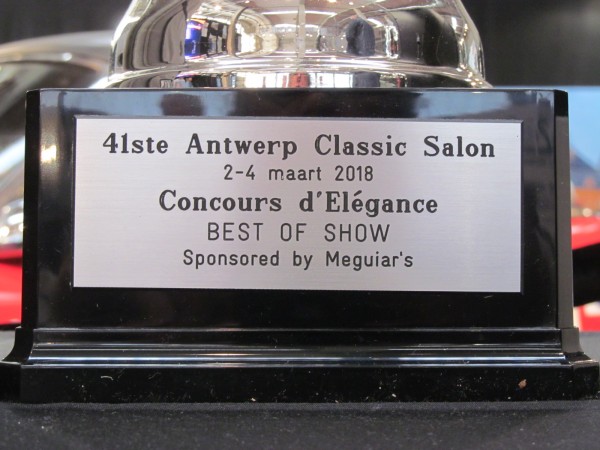 41ste Antwerp Classic Salon
2-4 maart 2018
Concours d'Elégance
BEST OF SHOW
Sponsored by Meguiar's